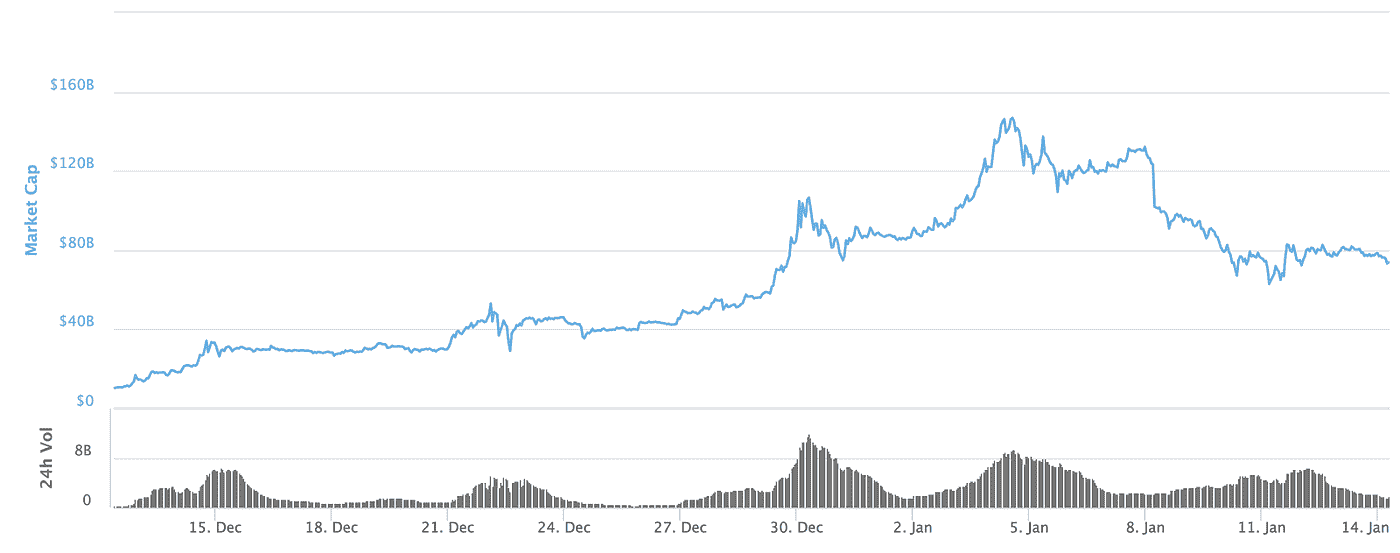 $160B
$120B
$80B
$40B
$0
Market Cap
8B
0
24h Vol
15. Dec
18. Dec
21. Dec
24. Dec
27. Dec
30. Dec
2. Jan
5. Jan
8. Jan
11. Jan
14. Jan